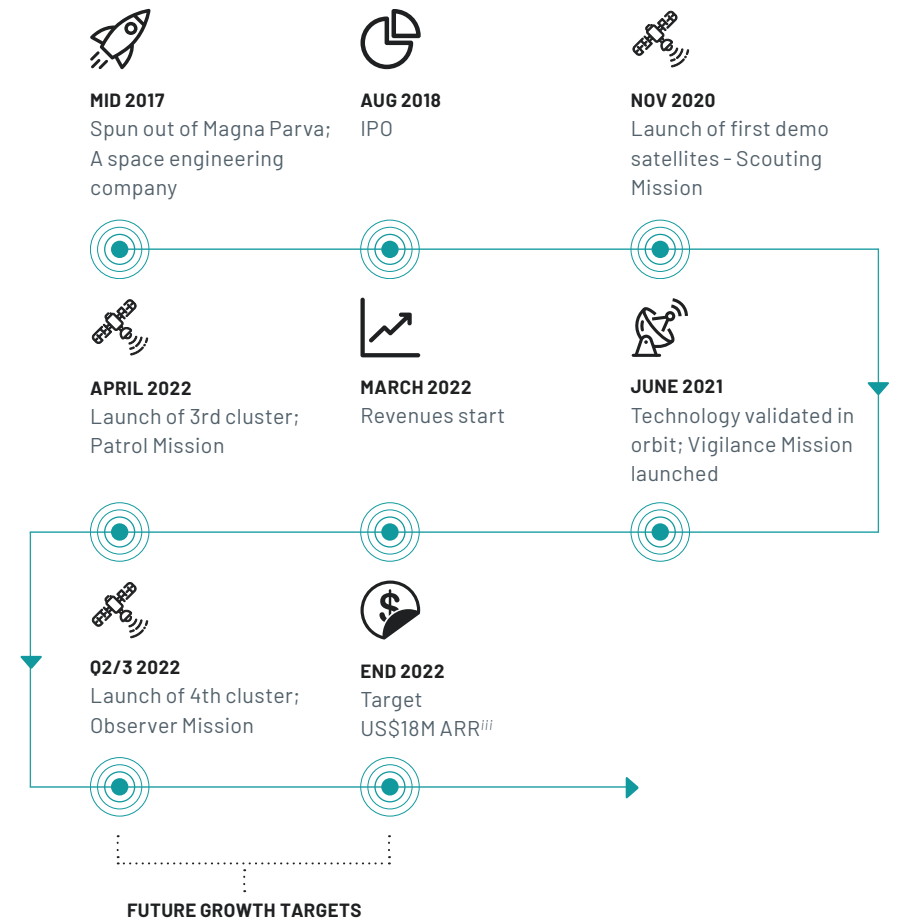 MID 2017
Spun out of Magna Parva;
A space engineering
company
AUG 2018
IPO
NOV 2020
Launch of first demo
satellites - Scouting
Mission
APRIL 2022
Launch of 3rd cluster;
Patrol Mission
MARCH 2022
Revenues start
JUNE 2021
Technology validated in
orbit; Vigilance Mission
launched
Q2/3 2022
Launch of 4th cluster;
Observer Mission
END 2022
Target
US$18M ARRiii
FUTURE GROWTH TARGETS